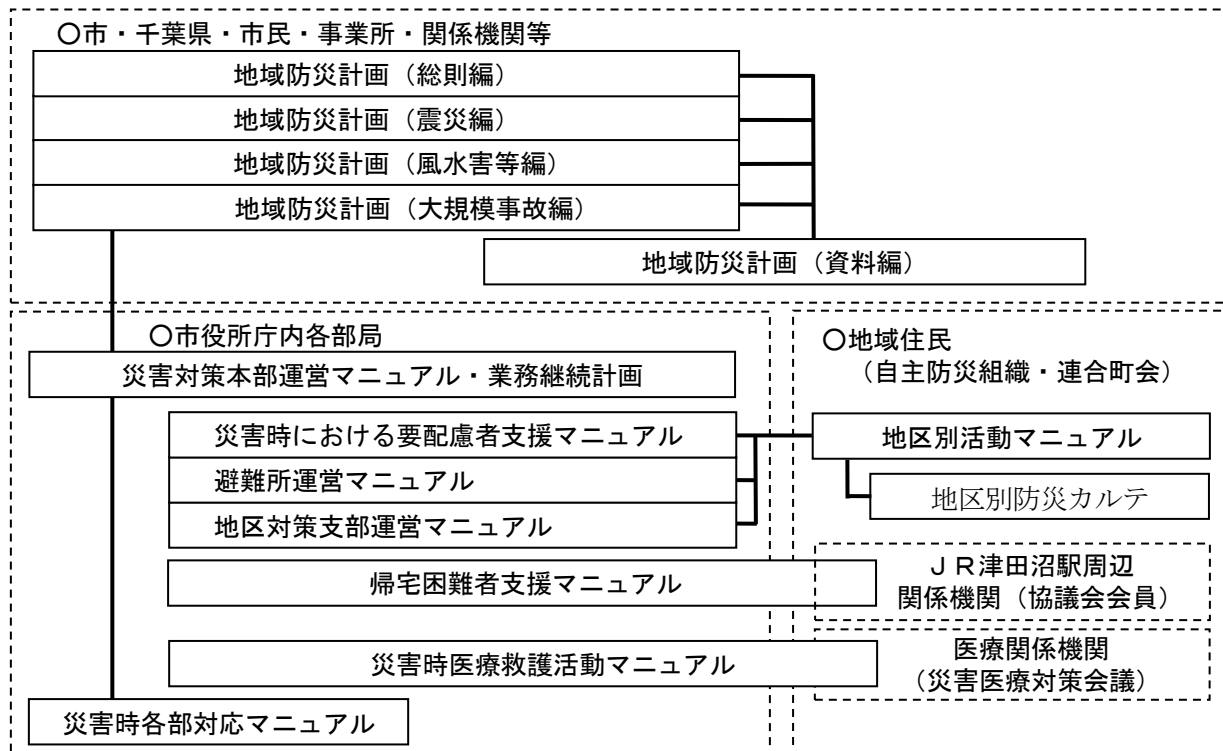 〇市・千葉県・市民・事業所・関係機関等
地域防災計画（総則編）
地域防災計画（震災編）
地域防災計画（風水害等編）
地域防災計画（大規模事故編）
地域防災計画（資料編）
〇市役所庁内各部局
災害対策本部運営マニュアル・業務継続計画
災害時における要配慮者支援マニュアル
避難所運営マニュアル
地区対策支部運営マニュアル
帰宅困難者支援マニュアル
災害時医療救護活動マニュアル
災害時各部対応マニュアル
〇地域住民
（自主防災組織・連合町会）
地区別活動マニュアル
地区別防災カルテ
ＪＲ津田沼駅周辺
関係機関（協議会会員）
医療関係機関
（災害医療対策会議）